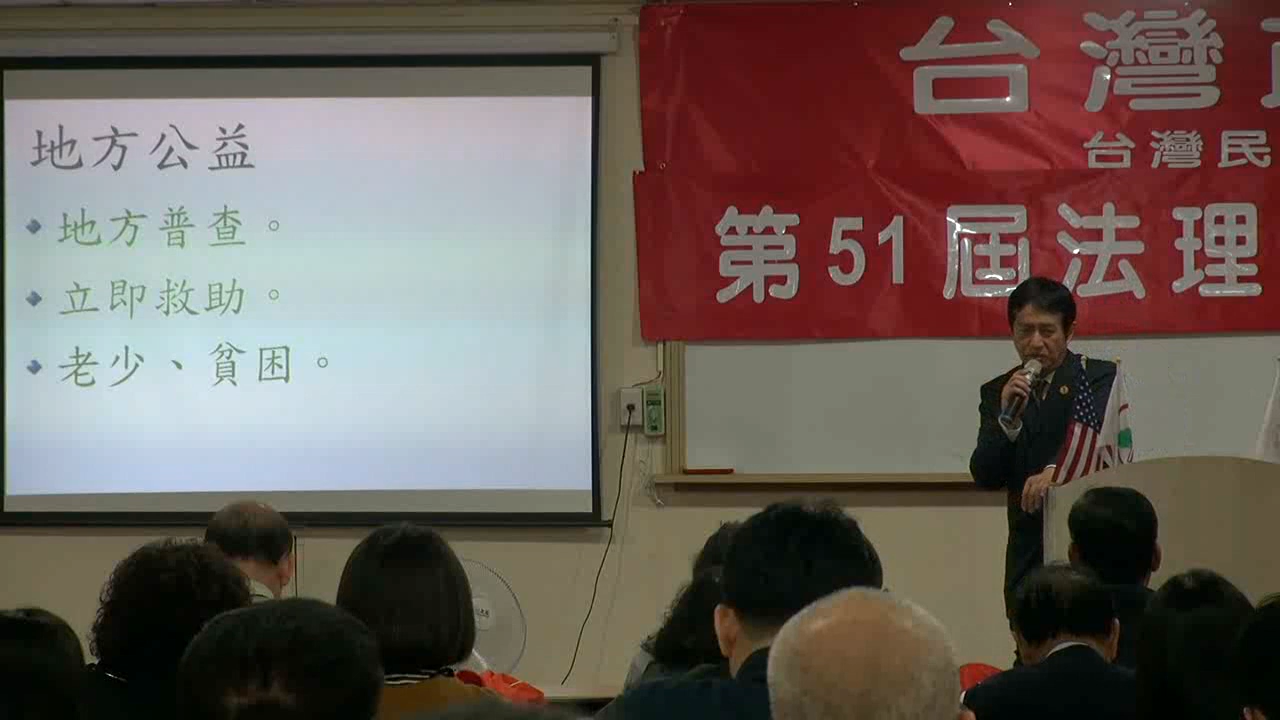 地方公益
地方普查。
立即救助。
老少、貧困。
台灣
台灣民
第51屆法理